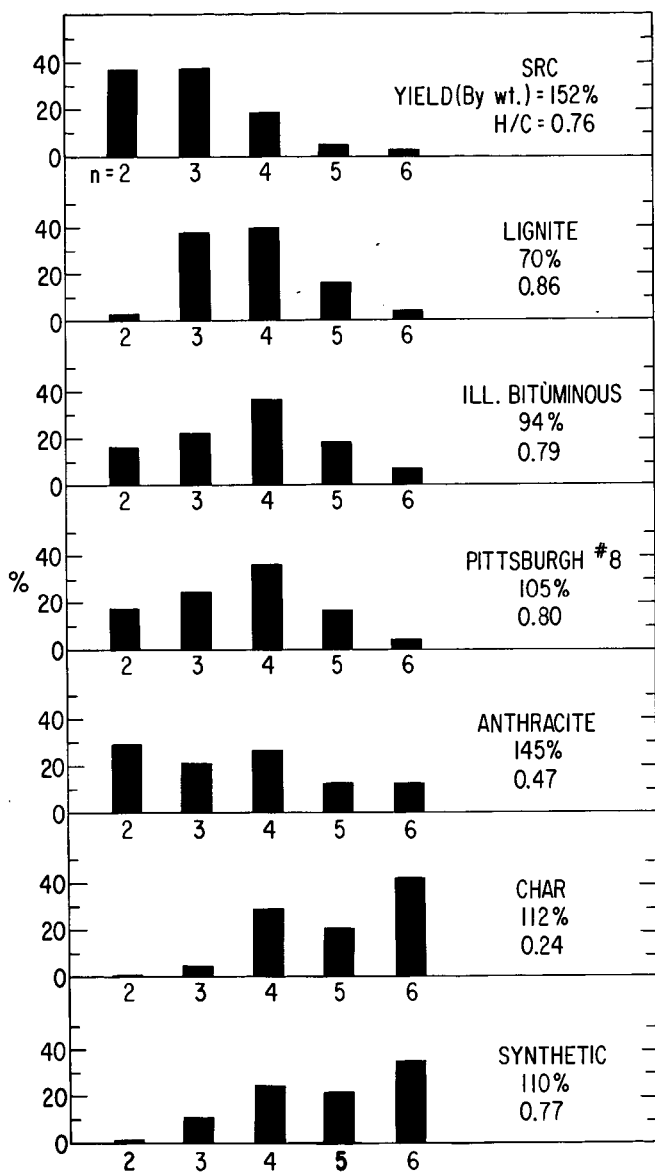 40
20
0
SRC
YIELD(By wt.) = 152%
H/C = 0.76
n = 2 3 4 5 6
40
20
0
LIGNITE
70%
0.86
2 3 4 5 6
40
20
0
ILL. BITÙMINOUS
94%
0.79
2 3 4 5 6
%
40
20
0
PITTSBURGH #8
105%
0.80
2 3 4 5 6
40
20
0
ANTHRACITE
145%
0.47
2 3 4 5 6
40
20
0
CHAR
112%
0.24
2 3 4 5 6
40
20
0
SYNTHETIC
110%
0.77
2 3 4 5 6